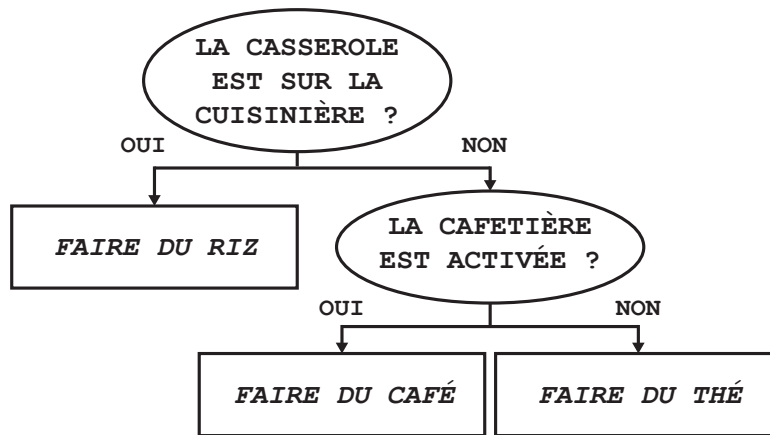 LA CASSEROLE
EST SUR LA
CUISINIÈRE ?
OUI
NON
FAIRE DU RIZ
LA CAFETIÈRE
EST ACTIVÉE ?
OUI
NON
FAIRE DU CAFÉ
FAIRE DU THÉ